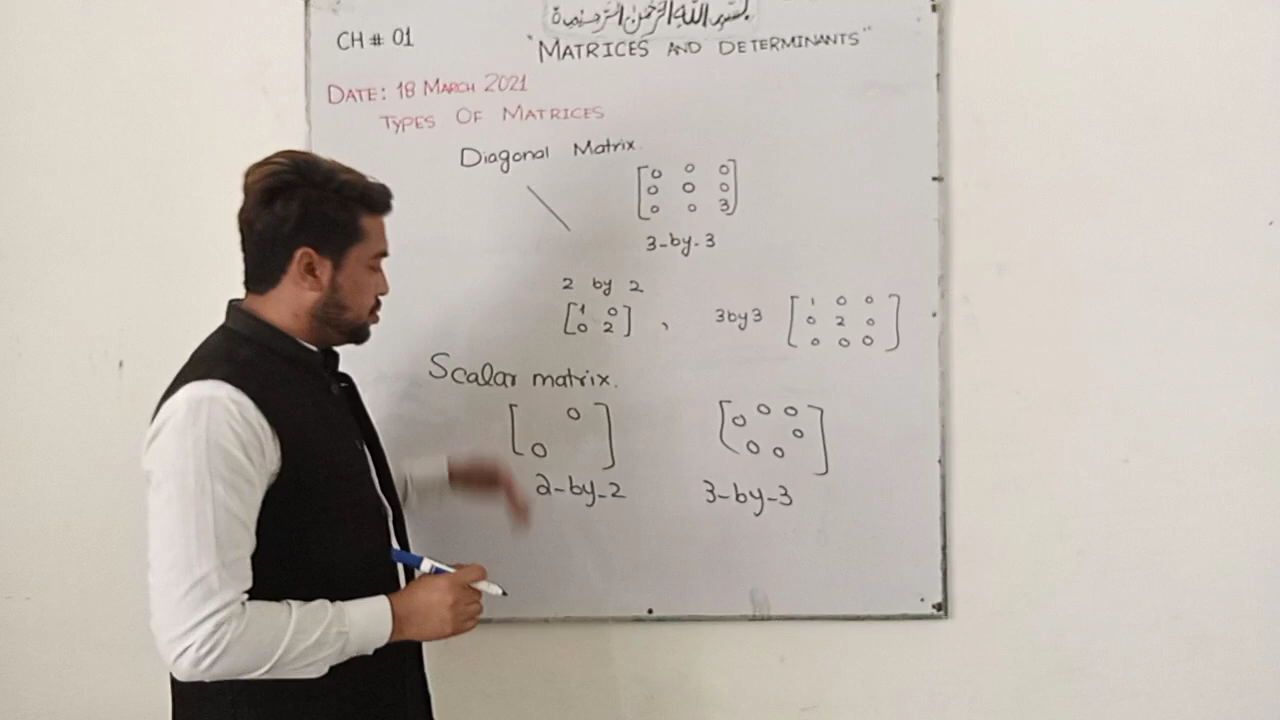 بسم اللہ الرحمٰن الرحیم
CH # 01
"MATRICES AND DETERMINANTS"
DATE: 18 MARCH 2021
TYPES OF MATRICES
Diagonal Matrix.
[0 0 0
0 0 0
0 0 3]
3-by-3
2 by 2
[1 0
0 2] ,
3by3
[1 0 0
0 2 0
0 0 0]
Scalar matrix.
[ 0
0 ]
2-by-2
[0 0 0
0
0 0 ]
3-by-3